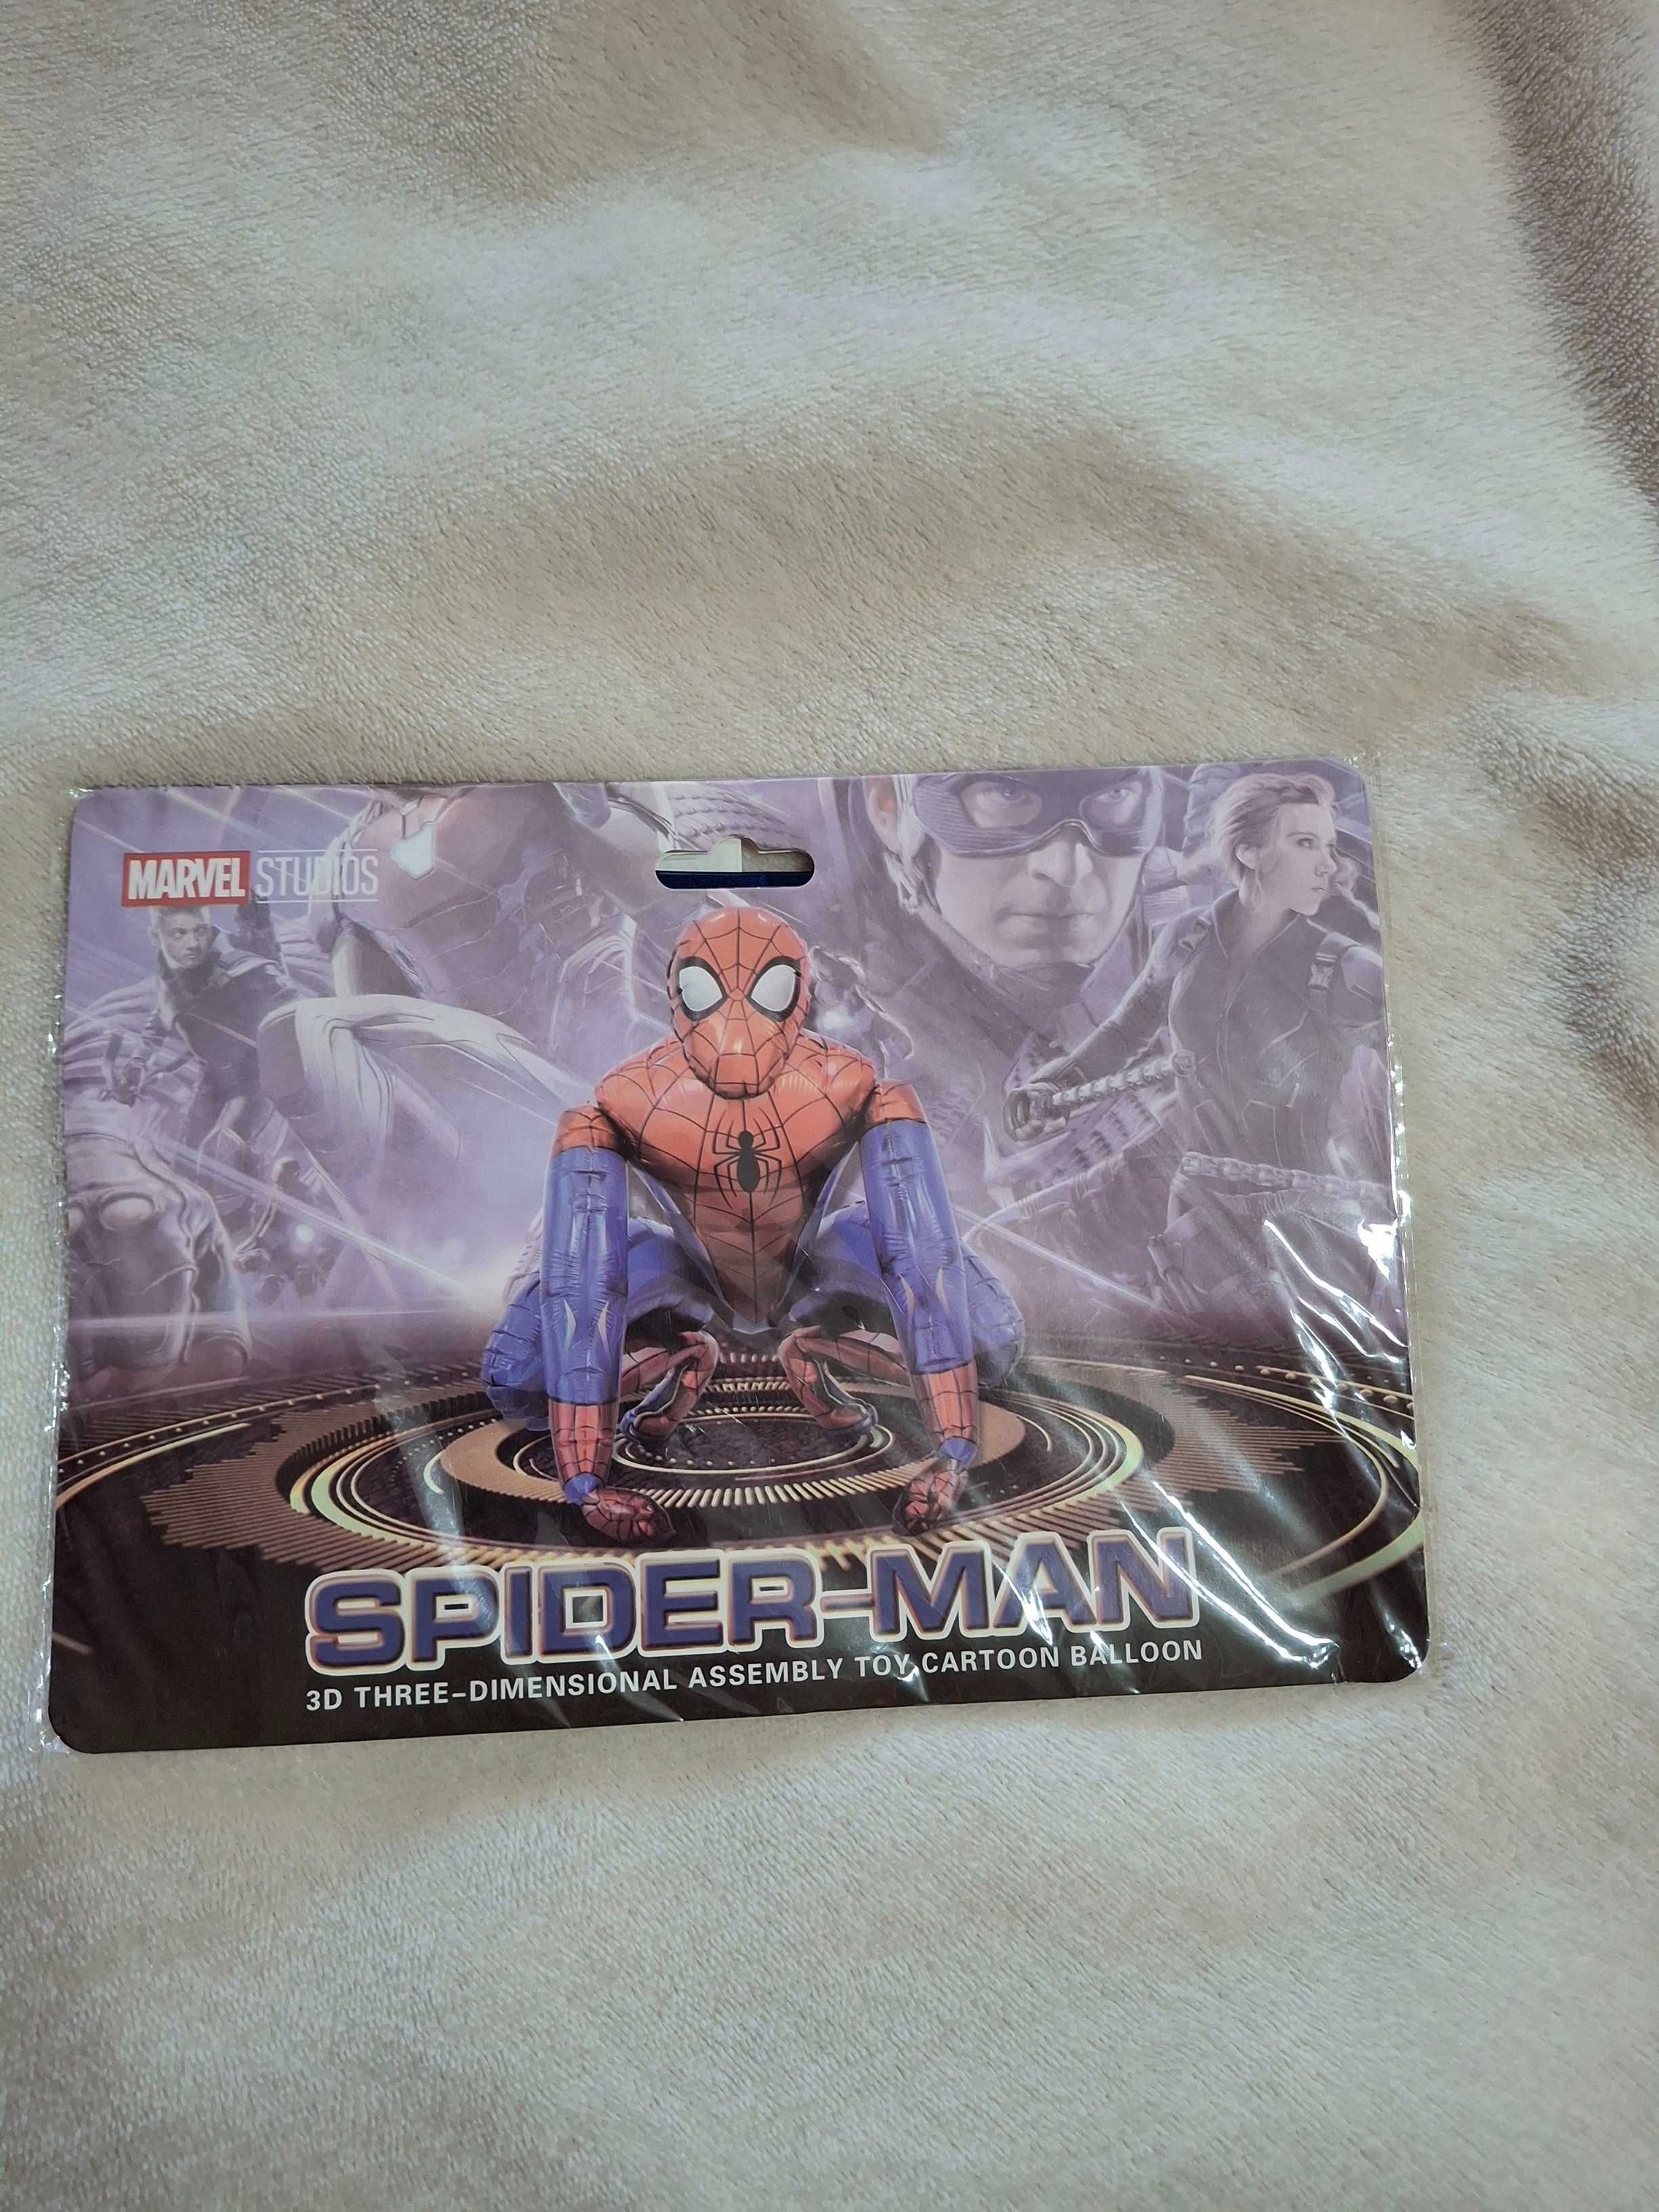 MARVEL STUDIOS
SPIDER-MAN
3D THREE-DIMENSIONAL ASSEMBLY TOY CARTOON BALLOON